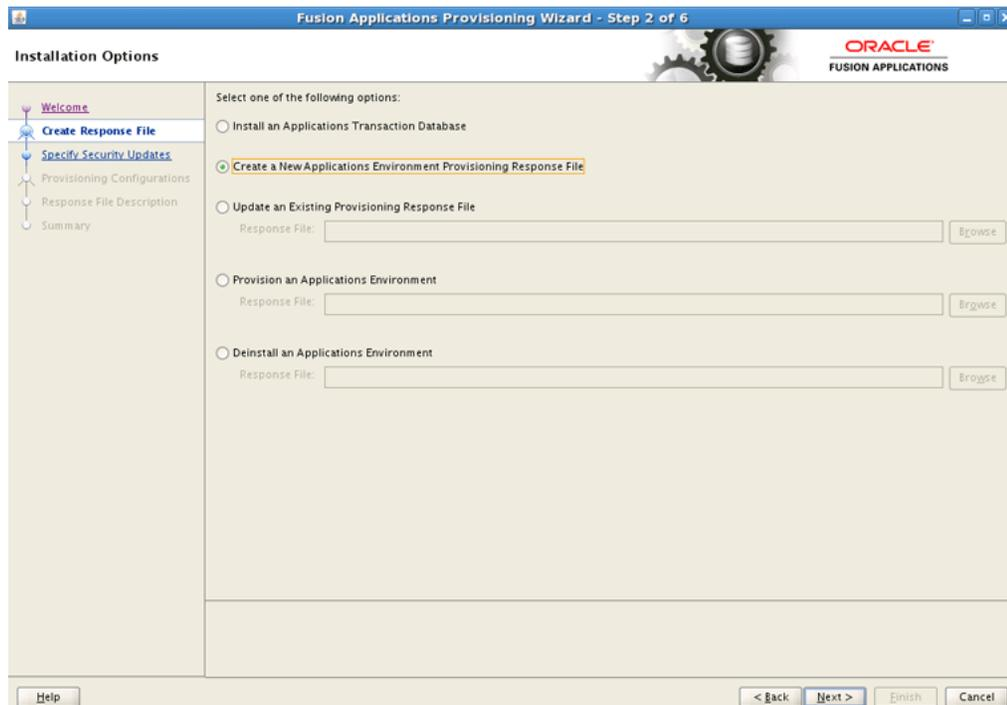 Fusion Applications Provisioning Wizard - Step 2 of 6
Installation Options
ORACLE
FUSION APPLICATIONS
Welcome
Create Response File
Specify Security Updates
Provisioning Configurations
Response File Description
Summary
Select one of the following options:
Install an Applications Transaction Database
Create a New Applications Environment Provisioning Response File
Update an Existing Provisioning Response File
Response File: Browse
Provision an Applications Environment
Response File: Browse
Deinstall an Applications Environment
Response File: Browse
Help < Back Next > Finish Cancel